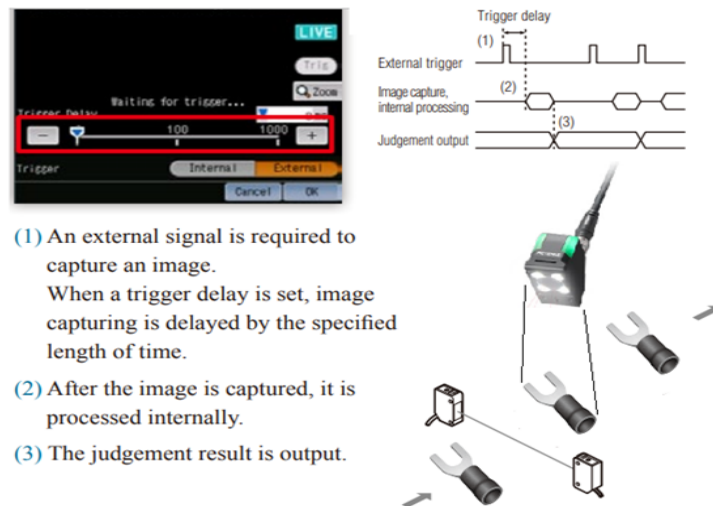 LIVE
Trig
Zoom
Waiting for trigger...
Trigger Delay
− 100 1000 +
Trigger Internal External
Cancel OK
Trigger delay
(1)
External trigger
(2)
Image capture,
internal processing
(3)
Judgement output
(1) An external signal is required to
capture an image.
When a trigger delay is set, image
capturing is delayed by the specified
length of time.
(2) After the image is captured, it is
processed internally.
(3) The judgement result is output.